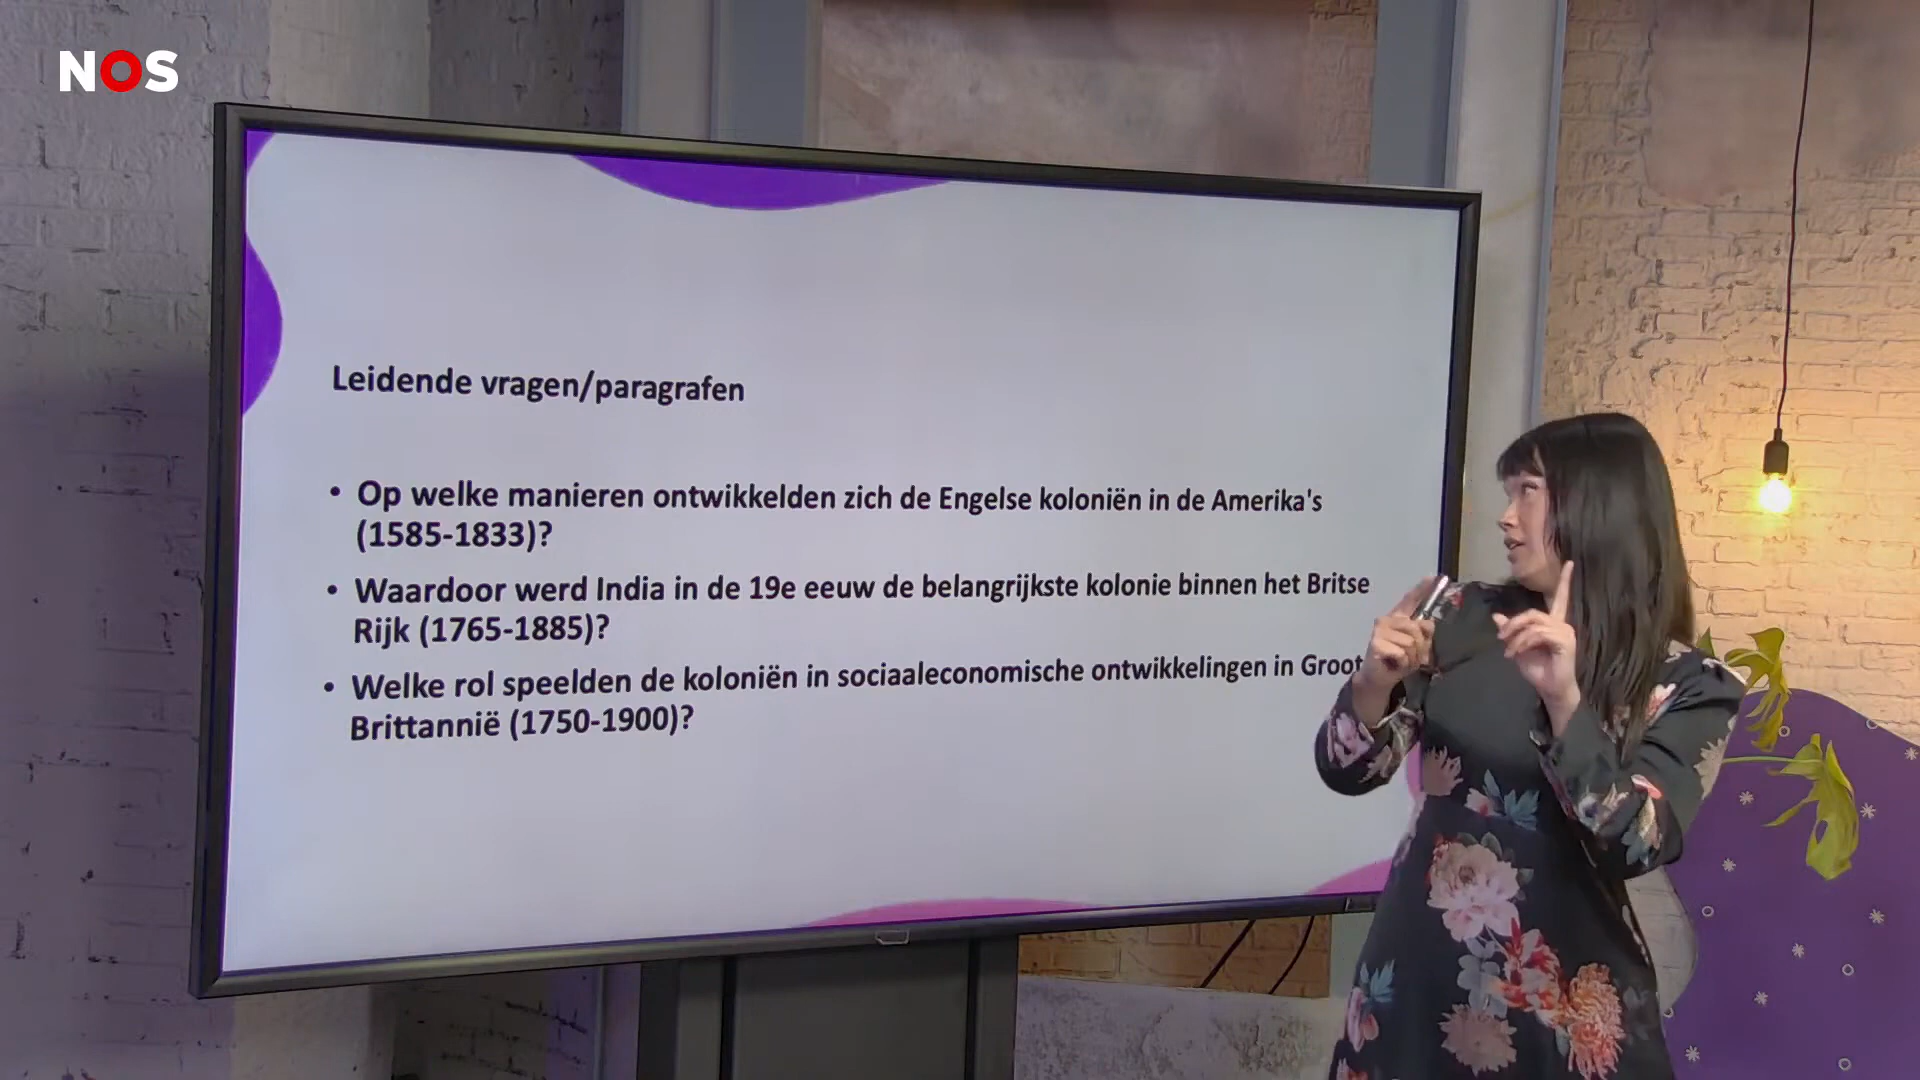 NOS
Leidende vragen/paragrafen
• Op welke manieren ontwikkelden zich de Engelse koloniën in de Amerika's
(1585-1833)?
• Waardoor werd India in de 19e eeuw de belangrijkste kolonie binnen het Britse
Rijk (1765-1885)?
• Welke rol speelden de koloniën in sociaaleconomische ontwikkelingen in Groot
Brittannië (1750-1900)?